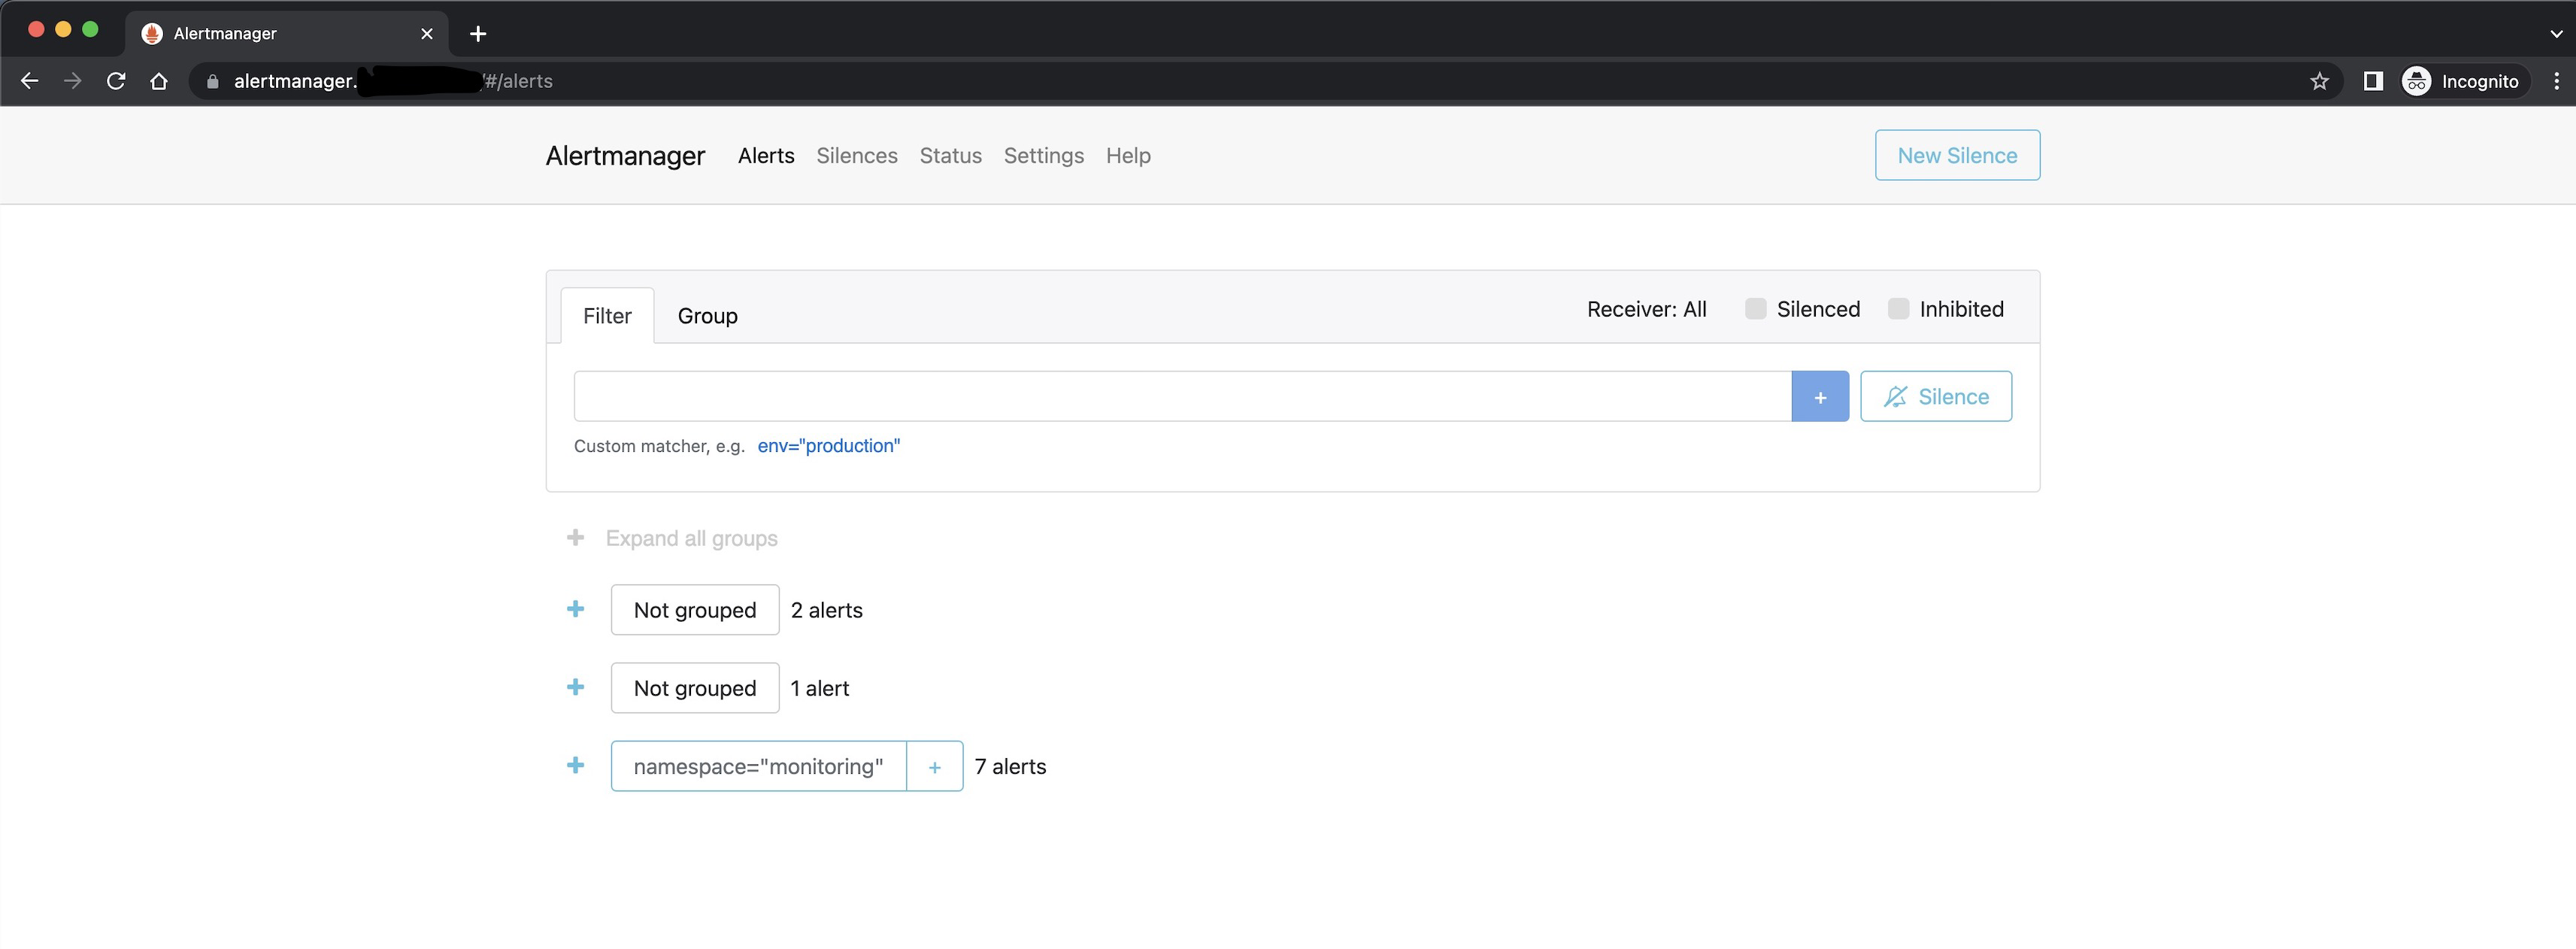 Alertmanager
alertmanager. /#/alerts
Incognito
Alertmanager Alerts Silences Status Settings Help New Silence
Filter Group Receiver: All Silenced Inhibited
+ Silence
Custom matcher, e.g. env="production"
+ Expand all groups
+ Not grouped 2 alerts
+ Not grouped 1 alert
+ namespace="monitoring" + 7 alerts